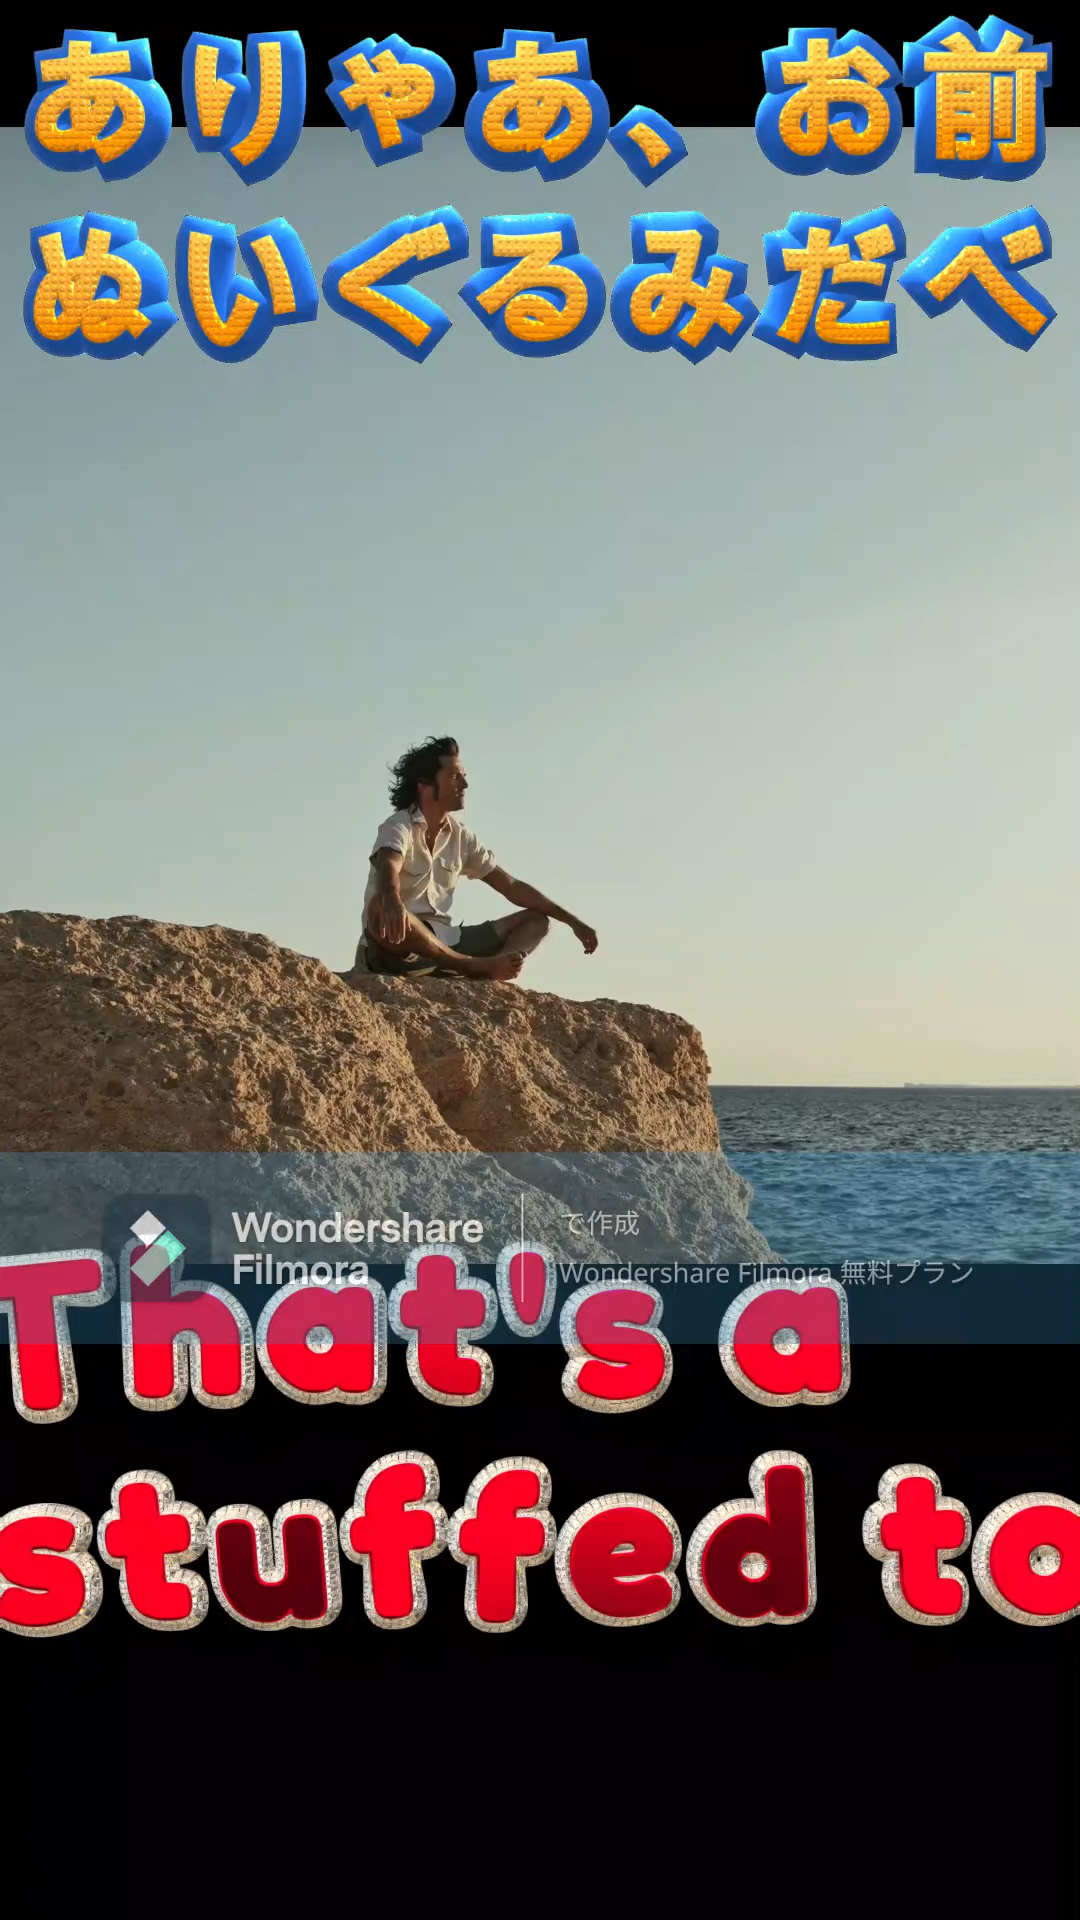 ありゃあ、お前
ぬいぐるみだべ
Wondershare
Filmora
で作成
Wondershare Filmora 無料プラン
That's a
stuffed to